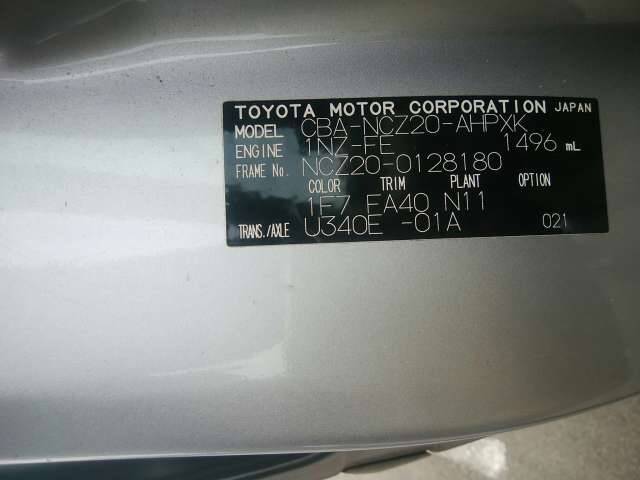 TOYOTA MOTOR CORPORATION JAPAN
MODEL CBA-NCZ20-AHPXK
ENGINE 1NZ-FE 1496 mL
FRAME No. NCZ20-0128180
COLOR TRIM PLANT OPTION
1F7 FA40 N11
TRANS./AXLE U340E -01A 021